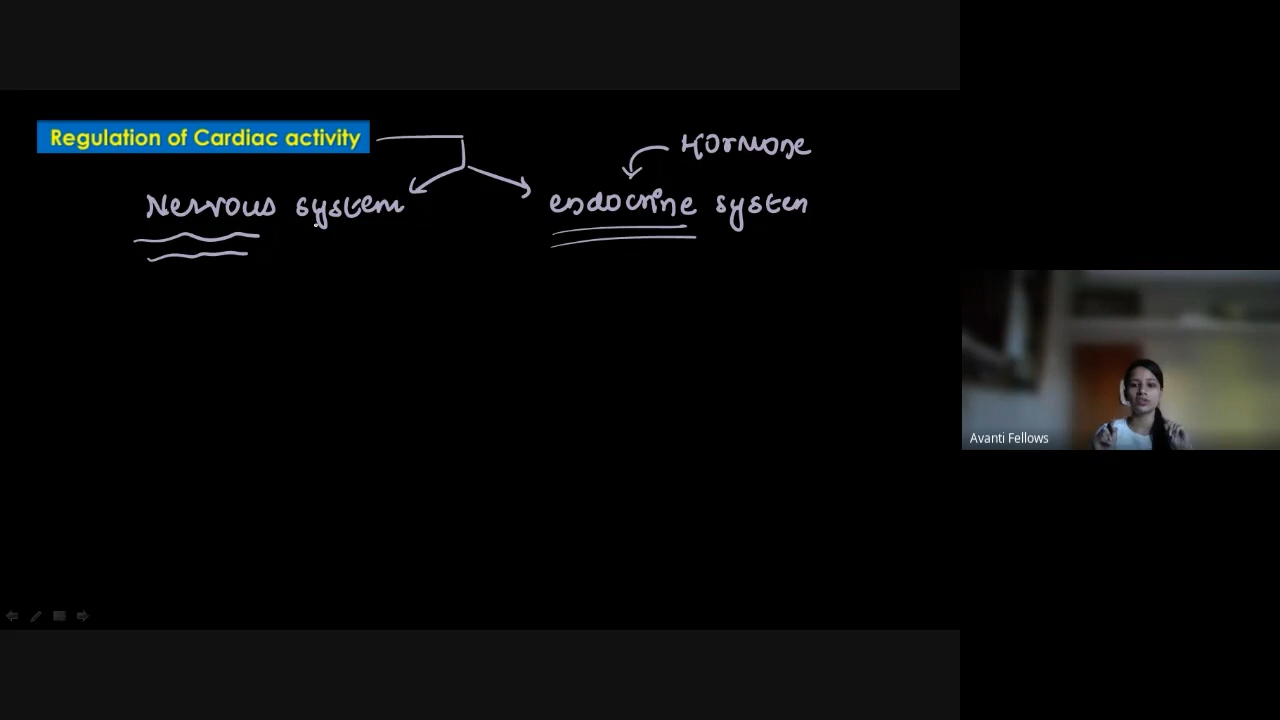 Regulation of Cardiac activity
Hormone
Nervous system
endocrine system
Avanti Fellows